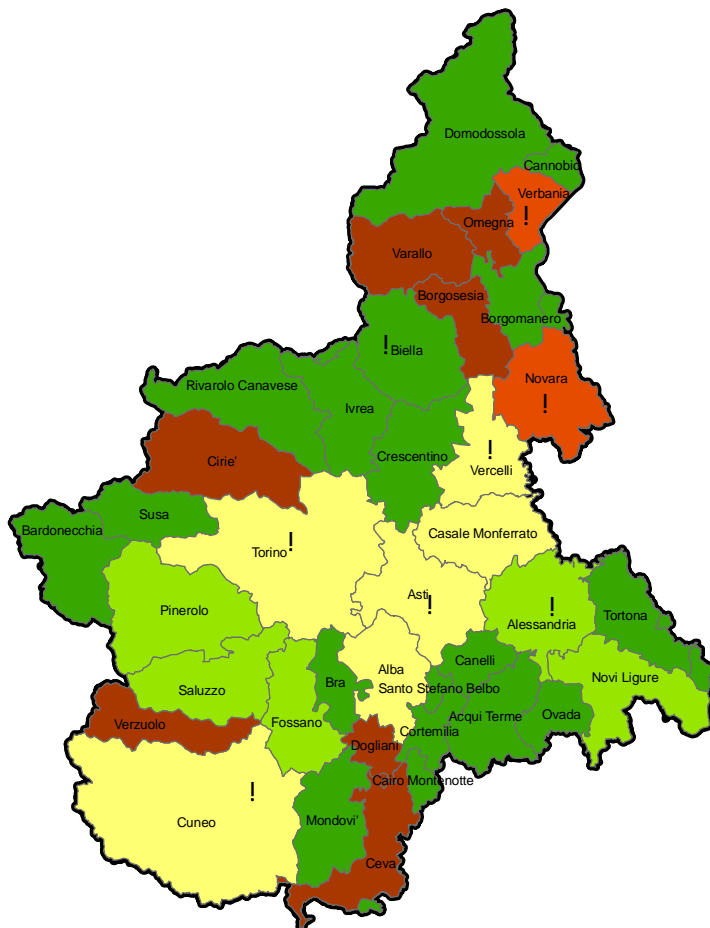 Domodossola
Cannobio
Verbania
!
Omegna
Varallo
Borgosesia
Borgomanero
!
Biella
Novara
!
Rivarolo Canavese
Ivrea
Crescentino
!
Vercelli
Cirie'
Susa
Bardonecchia
Casale Monferrato
!
Torino
Asti
!
!
Alessandria
Tortona
Pinerolo
Canelli
Alba
Novi Ligure
Bra
Saluzzo
Santo Stefano Belbo
Fossano
Acqui Terme
Ovada
Verzuolo
Cortemilia
Dogliani
Cairo Montenotte
!
Cuneo
Mondovi'
Ceva